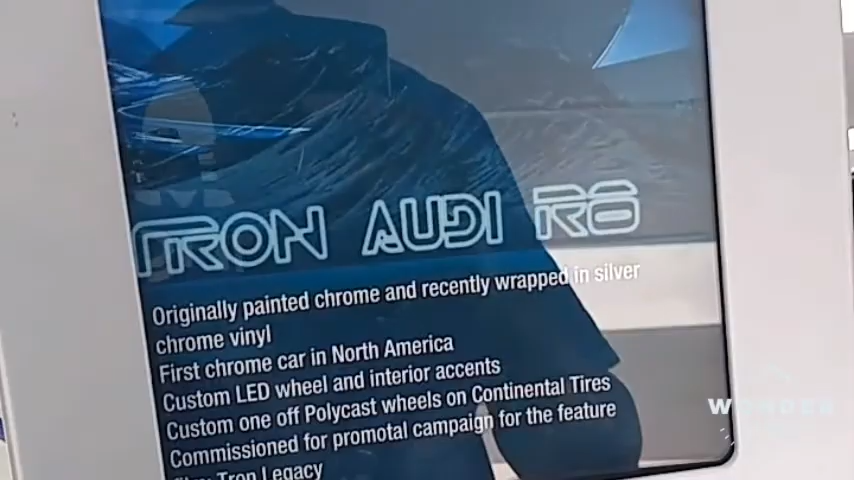 TRON AUDI R8
Originally painted chrome and recently wrapped in silver
chrome vinyl
First chrome car in North America
Custom LED wheel and interior accents
Custom one off Polycast wheels on Continental Tires
Commissioned for promotal campaign for the feature
film: Tron Legacy
WONDER